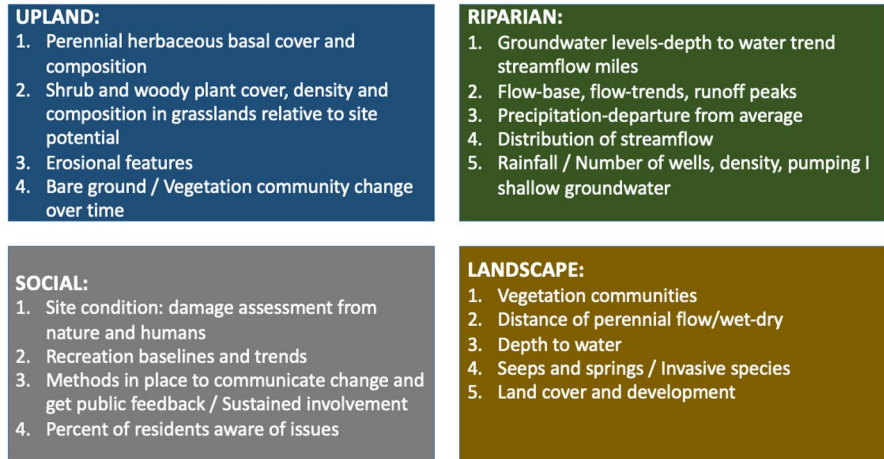 UPLAND:
1. Perennial herbaceous basal cover and
composition
2. Shrub and woody plant cover, density and
composition in grasslands relative to site
potential
3. Erosional features
4. Bare ground / Vegetation community change
over time
RIPARIAN:
1. Groundwater levels-depth to water trend
streamflow miles
2. Flow-base, flow-trends, runoff peaks
3. Precipitation-departure from average
4. Distribution of streamflow
5. Rainfall / Number of wells, density, pumping I
shallow groundwater
SOCIAL:
1. Site condition: damage assessment from
nature and humans
2. Recreation baselines and trends
3. Methods in place to communicate change and
get public feedback / Sustained involvement
4. Percent of residents aware of issues
LANDSCAPE:
1. Vegetation communities
2. Distance of perennial flow/wet-dry
3. Depth to water
4. Seeps and springs / Invasive species
5. Land cover and development